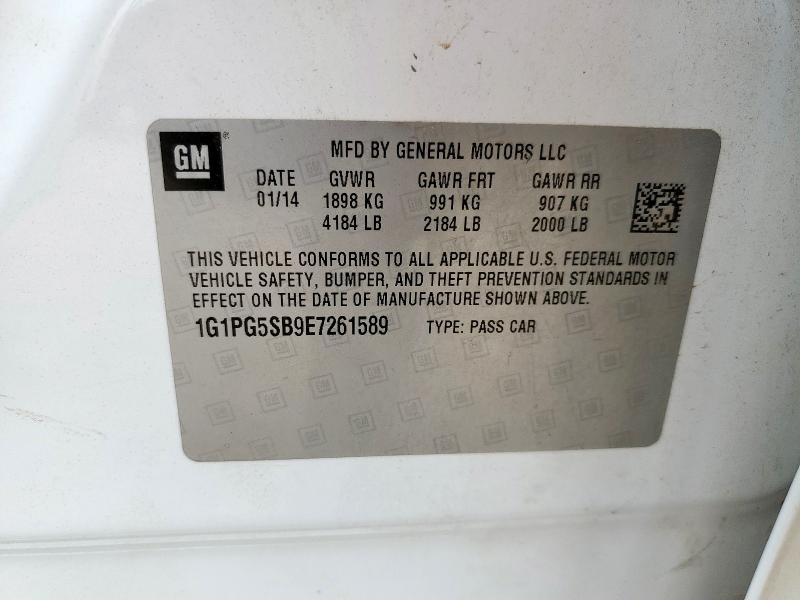 GM ®
MFD BY GENERAL MOTORS LLC
DATE GVWR GAWR FRT GAWR RR
01/14 1898 KG 991 KG 907 KG
4184 LB 2184 LB 2000 LB
THIS VEHICLE CONFORMS TO ALL APPLICABLE U.S. FEDERAL MOTOR
VEHICLE SAFETY, BUMPER, AND THEFT PREVENTION STANDARDS IN
EFFECT ON THE DATE OF MANUFACTURE SHOWN ABOVE.
1G1PG5SB9E7261589 TYPE: PASS CAR